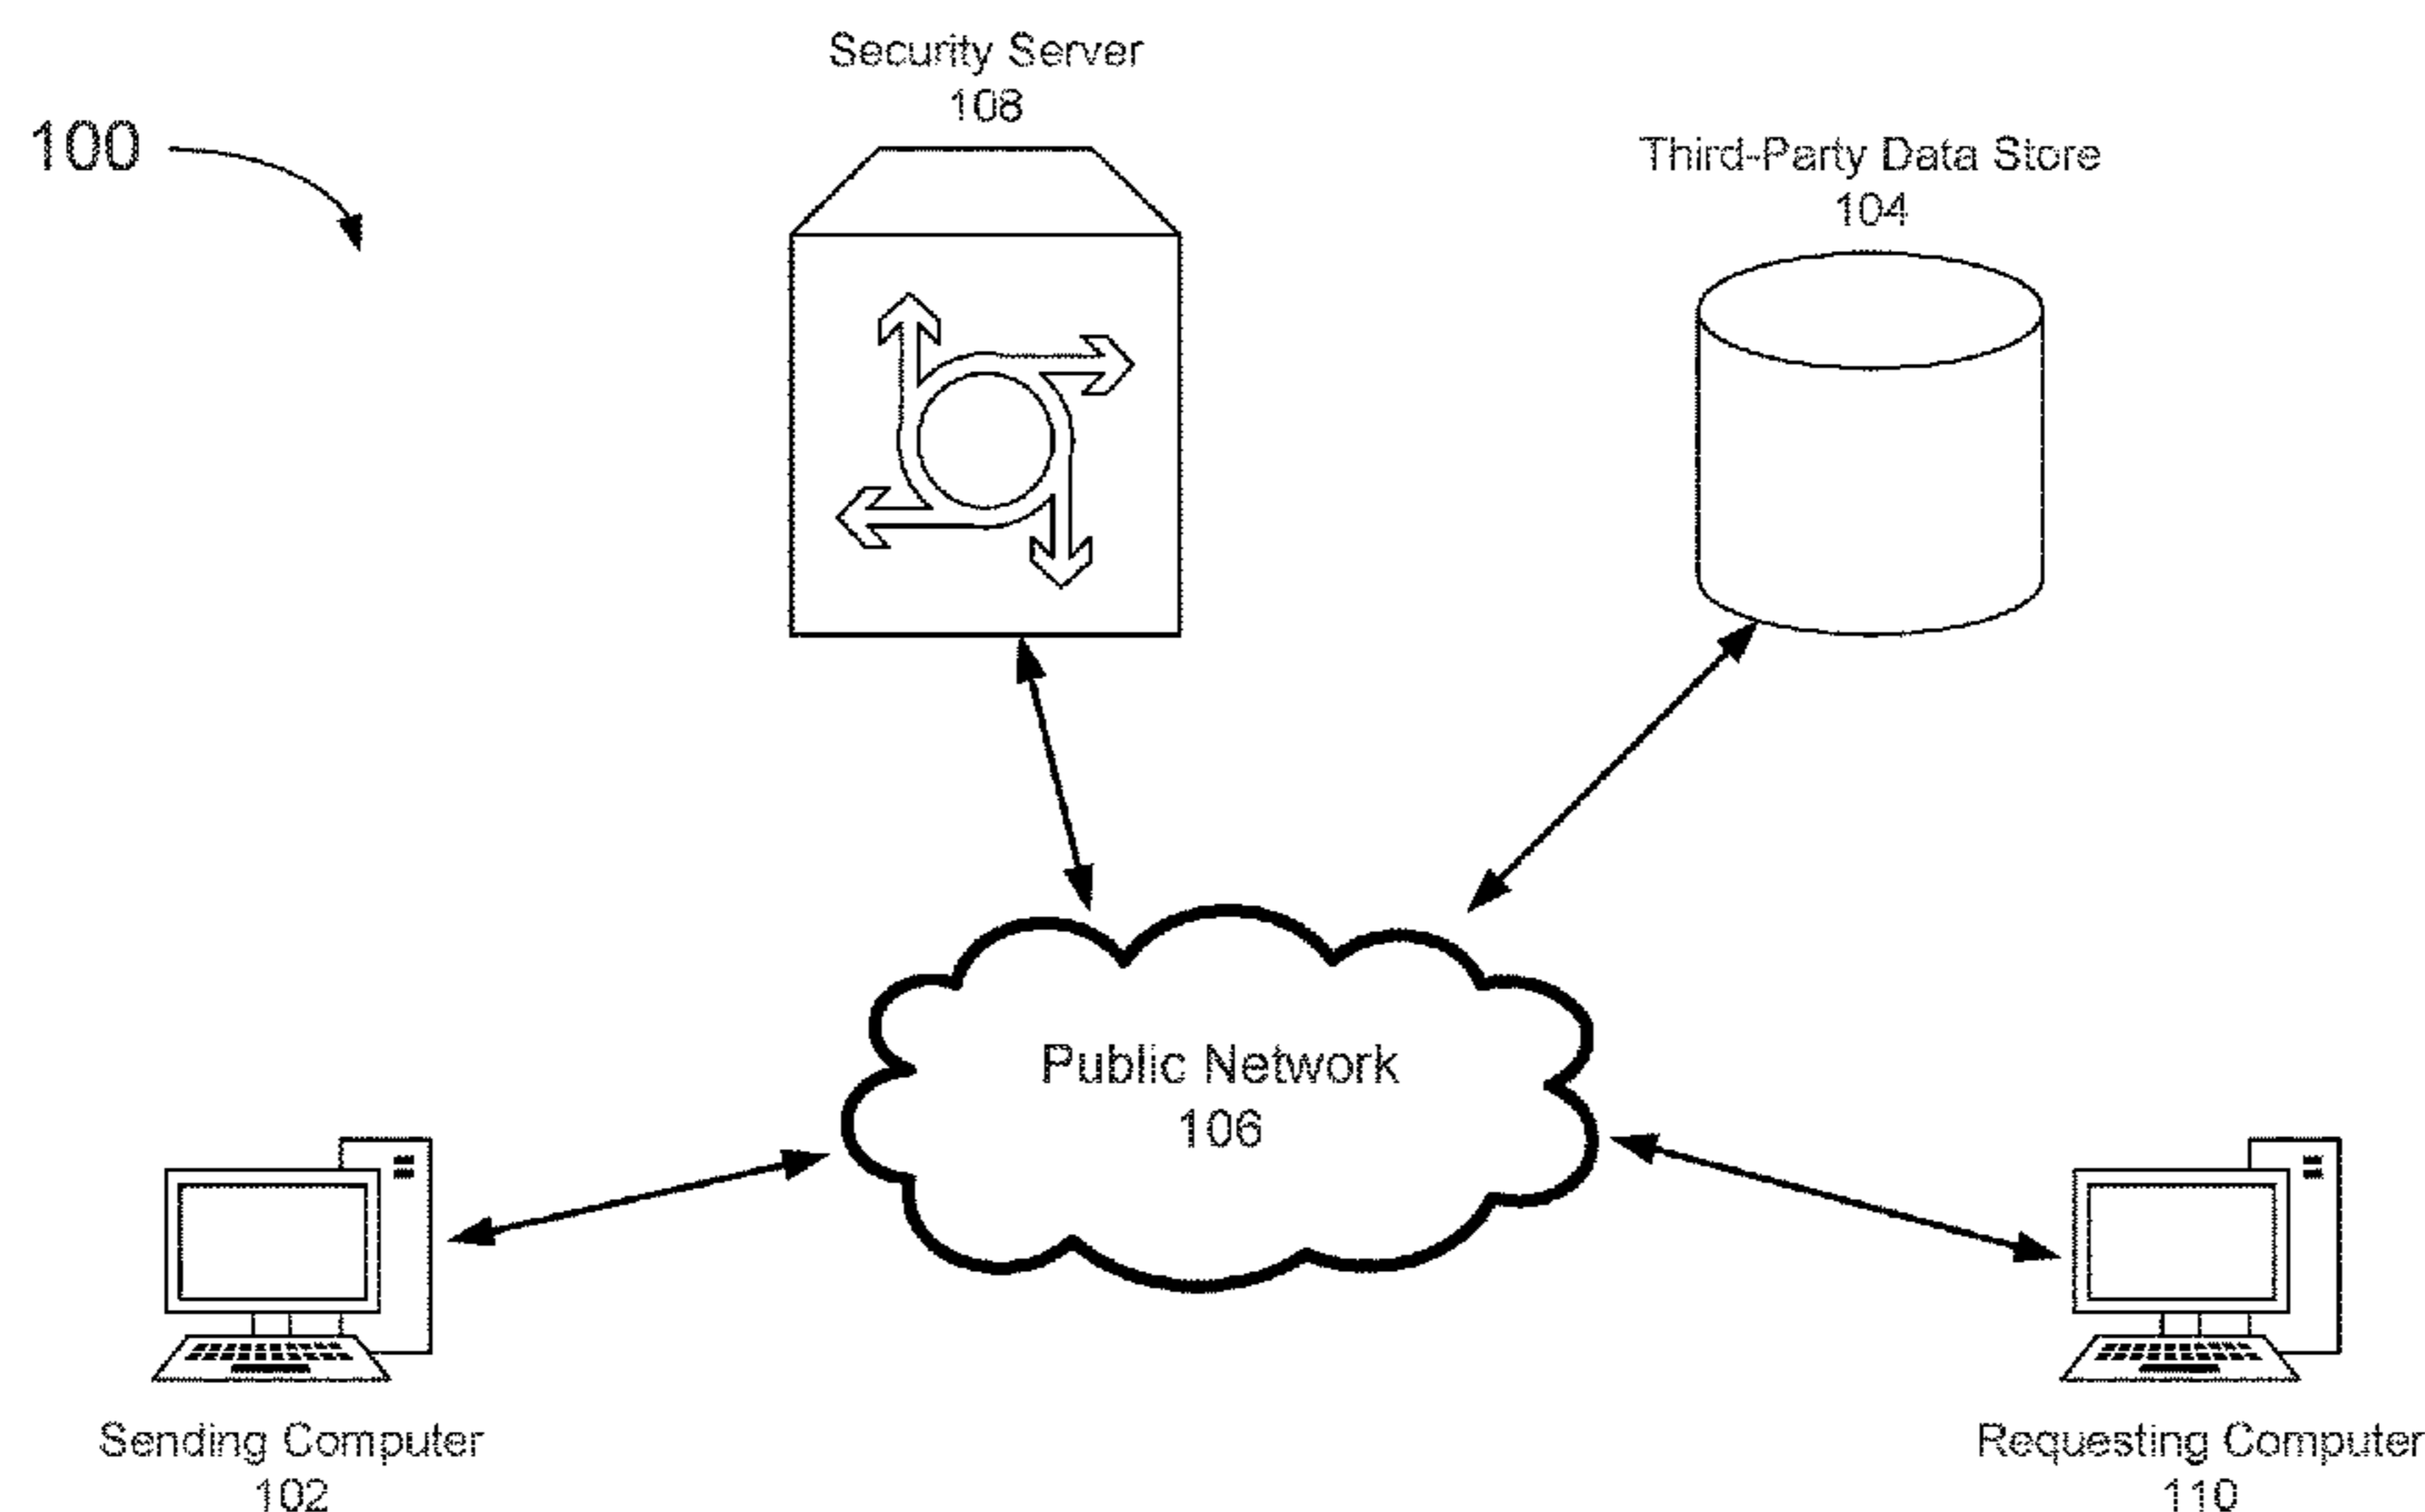 Security Server
108
100
Third-Party Data Store
104
Public Network
106
Sending Computer
102
Requesting Computer
110